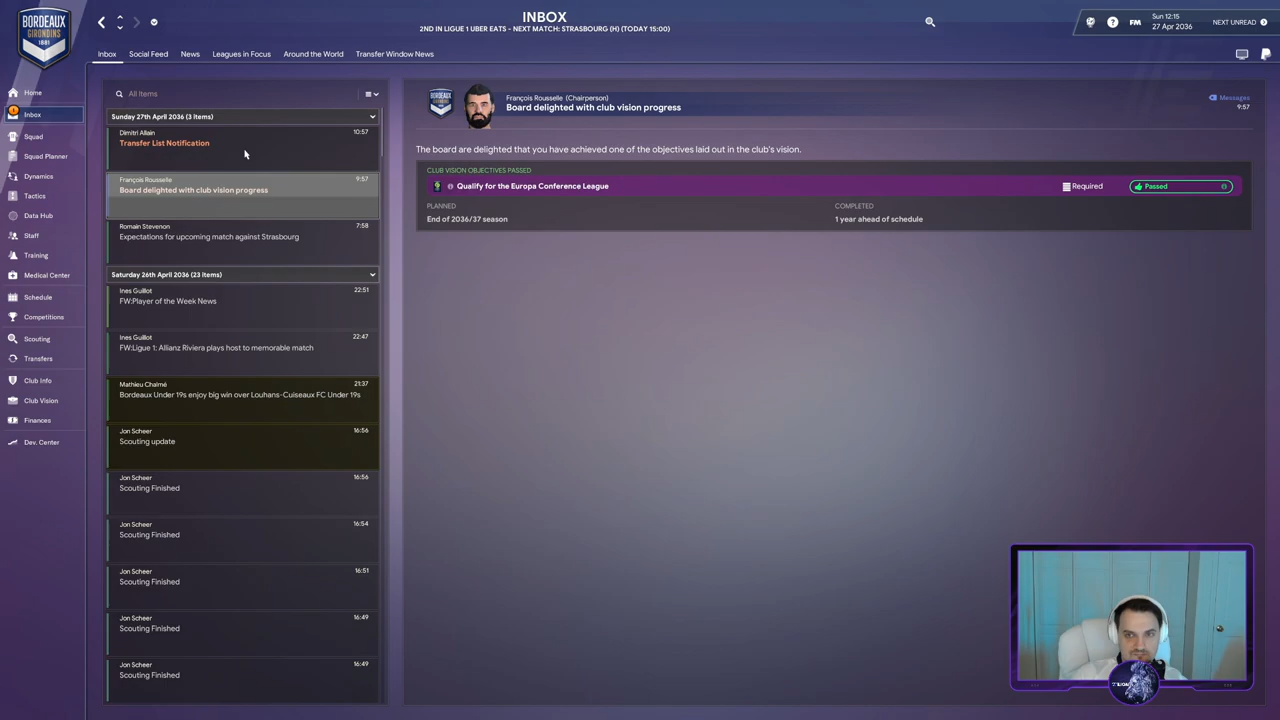 BORDEAUX
GIRONDINS
1881
INBOX
2ND IN LIGUE 1 UBER EATS - NEXT MATCH: STRASBOURG (H) (TODAY 15:00)
FM
Sun 12:15
27 Apr 2036
NEXT UNREAD
Inbox
Social Feed
News
Leagues in Focus
Around the World
Transfer Window News
Home
Inbox
Squad
Squad Planner
Dynamics
Tactics
Data Hub
Staff
Training
Medical Center
Schedule
Competitions
Scouting
Transfers
Club Info
Club Vision
Finances
Dev. Center
All Items
Sunday 27th April 2036 (3 items)
Dimitri Allain 10:57
Transfer List Notification
François Rousselle 9:57
Board delighted with club vision progress
Romain Stevenon 7:58
Expectations for upcoming match against Strasbourg
Saturday 26th April 2036 (23 items)
Ines Guillot 22:51
FW:Player of the Week News
Ines Guillot 22:47
FW:Ligue 1: Allianz Riviera plays host to memorable match
Mathieu Chalmé 21:37
Bordeaux Under 19s enjoy big win over Louhans-Cuiseaux FC Under 19s
Jon Scheer 16:56
Scouting update
Jon Scheer 16:56
Scouting Finished
Jon Scheer 16:54
Scouting Finished
Jon Scheer 16:51
Scouting Finished
Jon Scheer 16:49
Scouting Finished
Jon Scheer 16:49
Scouting Finished
François Rousselle (Chairperson)
Board delighted with club vision progress
Messages
9:57
The board are delighted that you have achieved one of the objectives laid out in the club's vision.
CLUB VISION OBJECTIVES PASSED
Qualify for the Europa Conference League
Required
Passed
PLANNED
End of 2036/37 season
COMPLETED
1 year ahead of schedule